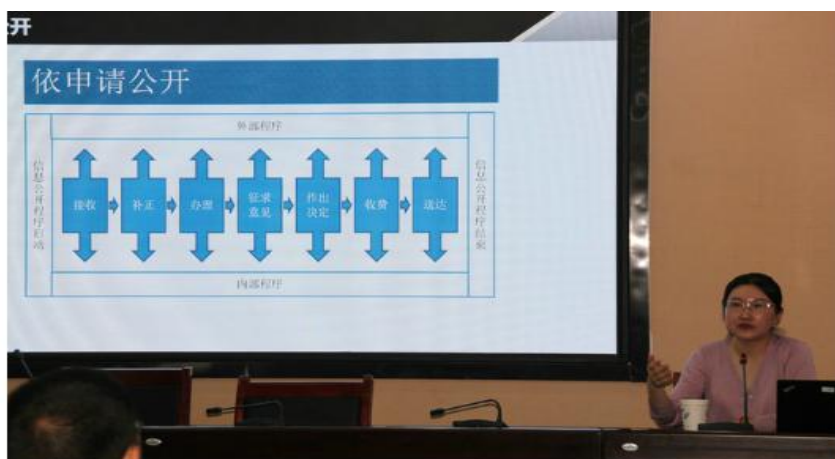 公开
依申请公开
外部程序
信息公开程序启动
接收
补正
办理
征求
意见
作出
决定
收费
送达
信息公开程序结束
内部程序